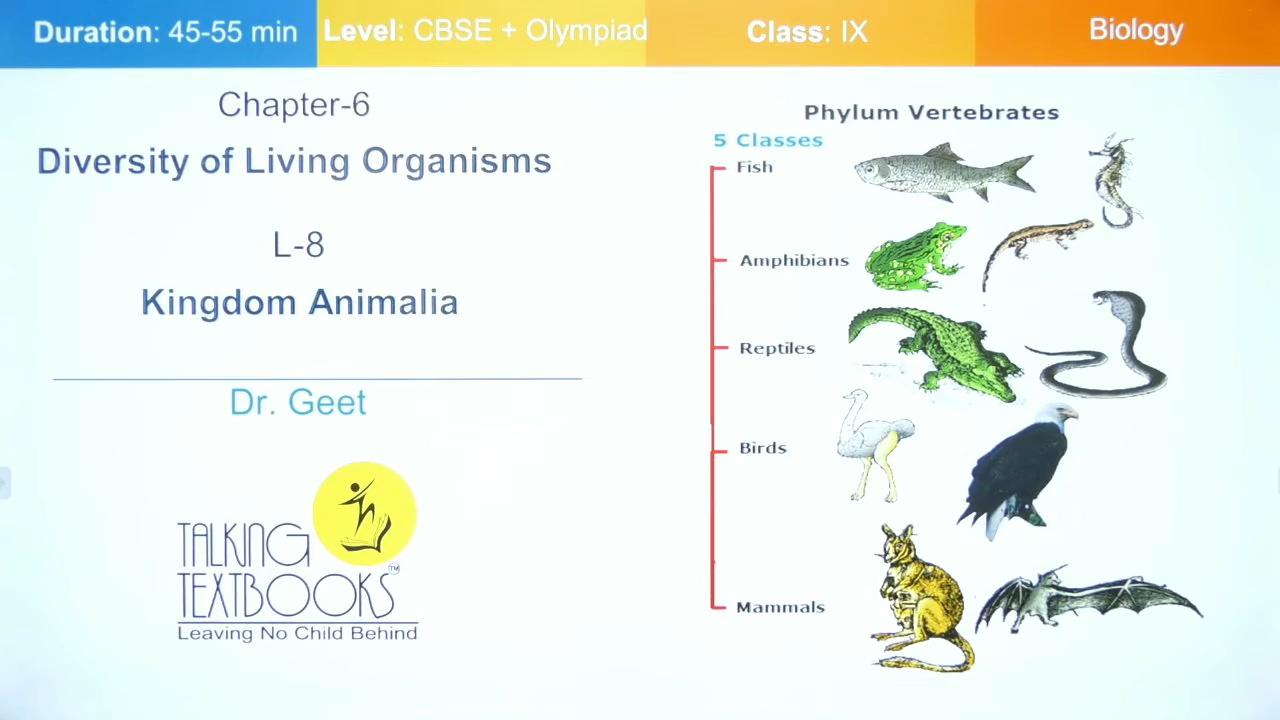 Duration: 45-55 min
Level: CBSE + Olympiad
Class: IX
Biology
Chapter-6
Diversity of Living Organisms
L-8
Kingdom Animalia
Dr. Geet
TALKING
TEXTBOOKS™
Leaving No Child Behind
Phylum Vertebrates
5 Classes
Fish
Amphibians
Reptiles
Birds
Mammals